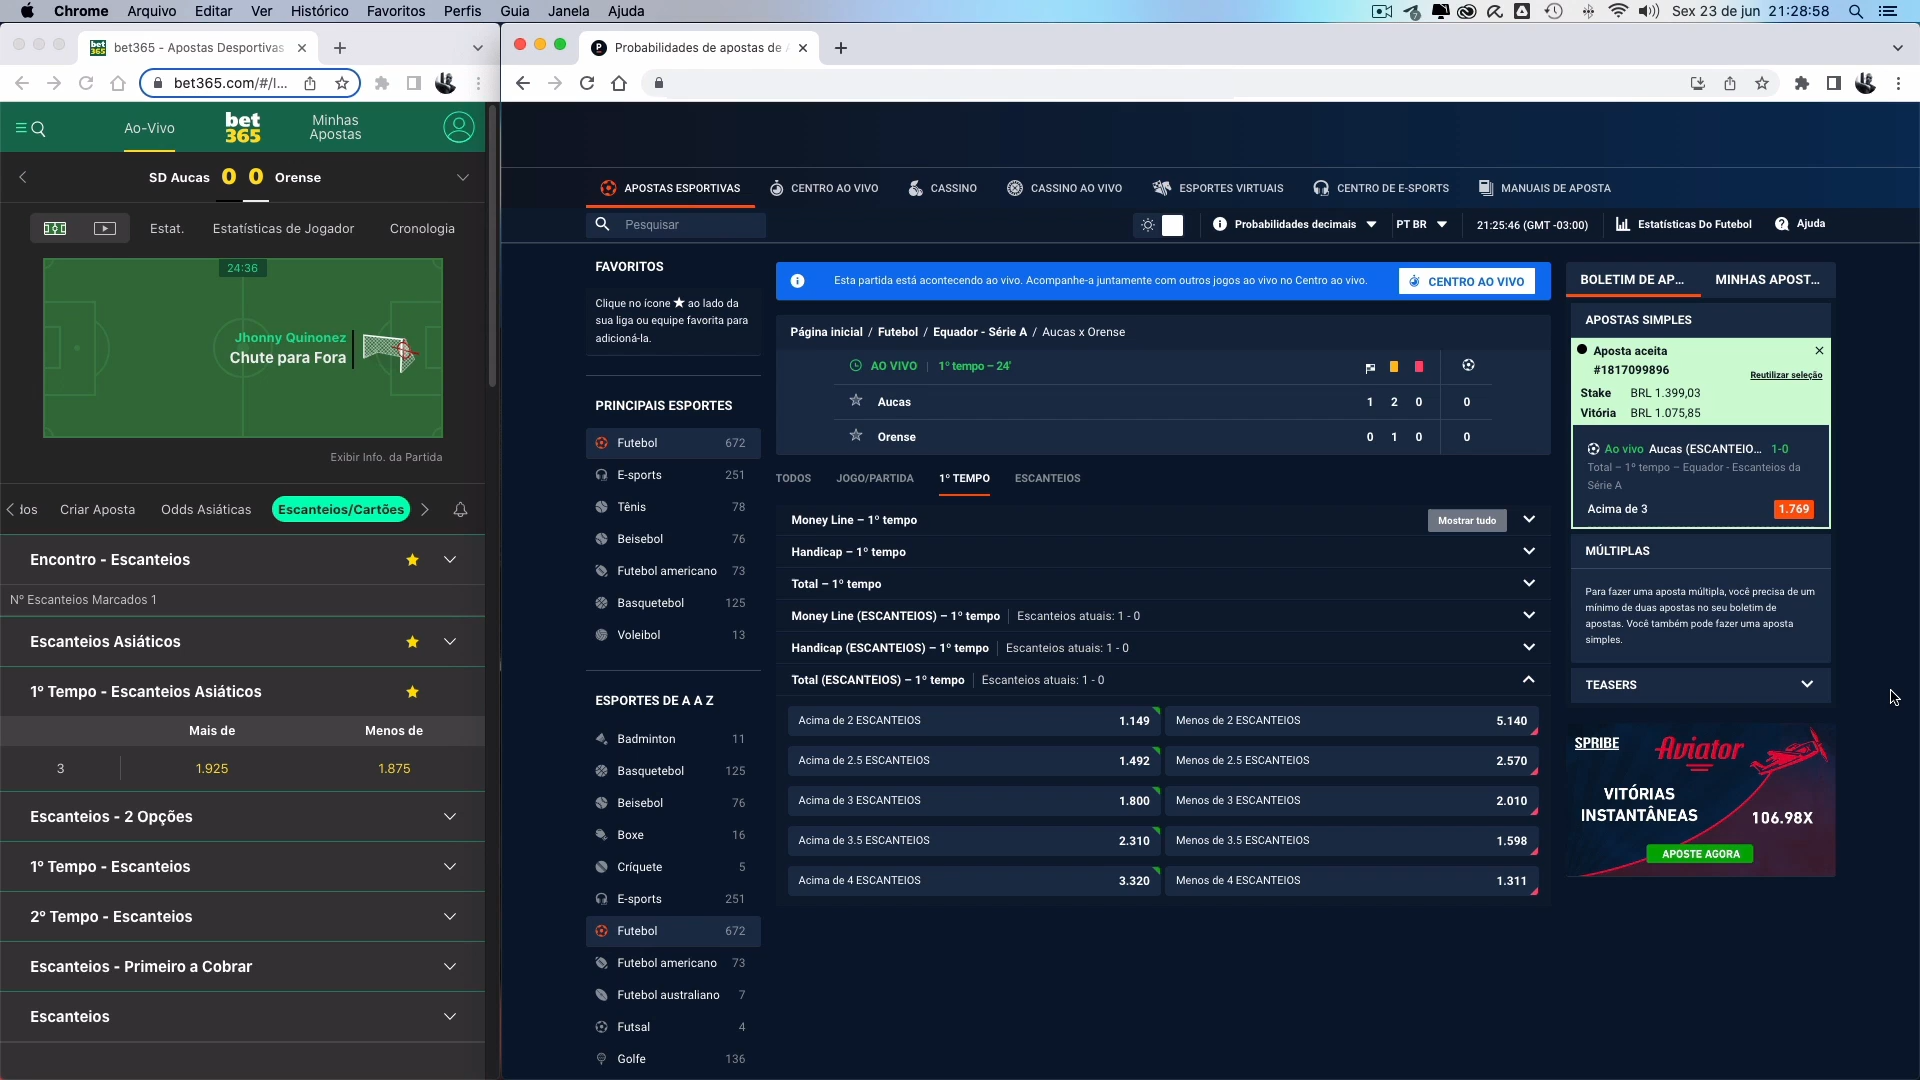 Chrome Arquivo Editar Ver Histórico Favoritos Perfis Guia Janela Ajuda Sex 23 de jun 21:28:58
bet365 - Apostas Desportivas
bet365.com/#/I...
Ao-Vivo
bet365
Minhas Apostas
SD Aucas 0 0 Orense
Estat. Estatísticas de Jogador Cronologia
24:36
Jhonny Quinonez
Chute para Fora
Exibir Info. da Partida
dos Criar Aposta Odds Asiáticas Escanteios/Cartões
Encontro - Escanteios
Nº Escanteios Marcados 1
Escanteios Asiáticos
1º Tempo - Escanteios Asiáticos
Mais de Menos de
3 1.925 1.875
Escanteios - 2 Opções
1º Tempo - Escanteios
2º Tempo - Escanteios
Escanteios - Primeiro a Cobrar
Escanteios
Probabilidades de apostas de
APOSTAS ESPORTIVAS CENTRO AO VIVO CASSINO CASSINO AO VIVO ESPORTES VIRTUAIS CENTRO DE E-SPORTS MANUAIS DE APOSTA
Pesquisar Probabilidades decimais PT BR 21:25:46 (GMT -03:00) Estatísticas Do Futebol Ajuda
FAVORITOS
Clique no ícone ★ ao lado da
sua liga ou equipe favorita para
adicioná-la.
PRINCIPAIS ESPORTES
Futebol 672
E-sports 251
Tênis 78
Beisebol 76
Futebol americano 73
Basquetebol 125
Voleibol 13
ESPORTES DE A A Z
Badminton 11
Basquetebol 125
Beisebol 76
Boxe 16
Críquete 5
E-sports 251
Futebol 672
Futebol americano 73
Futebol australiano 7
Futsal 4
Golfe 136
Esta partida está acontecendo ao vivo. Acompanhe-a juntamente com outros jogos ao vivo no Centro ao vivo. CENTRO AO VIVO
Página inicial / Futebol / Equador - Série A / Aucas x Orense
AO VIVO | 1º tempo – 24'
Aucas 1 2 0 0
Orense 0 1 0 0
TODOS JOGO/PARTIDA 1º TEMPO ESCANTEIOS
Money Line – 1º tempo Mostrar tudo
Handicap – 1º tempo
Total – 1º tempo
Money Line (ESCANTEIOS) – 1º tempo | Escanteios atuais: 1 - 0
Handicap (ESCANTEIOS) – 1º tempo | Escanteios atuais: 1 - 0
Total (ESCANTEIOS) – 1º tempo | Escanteios atuais: 1 - 0
Acima de 2 ESCANTEIOS 1.149 Menos de 2 ESCANTEIOS 5.140
Acima de 2.5 ESCANTEIOS 1.492 Menos de 2.5 ESCANTEIOS 2.570
Acima de 3 ESCANTEIOS 1.800 Menos de 3 ESCANTEIOS 2.010
Acima de 3.5 ESCANTEIOS 2.310 Menos de 3.5 ESCANTEIOS 1.598
Acima de 4 ESCANTEIOS 3.320 Menos de 4 ESCANTEIOS 1.311
BOLETIM DE AP... MINHAS APOST...
APOSTAS SIMPLES
Aposta aceita
#1817099896
Reutilizar seleção
Stake BRL 1.399,03
Vitória BRL 1.075,85
Ao vivo Aucas (ESCANTEIO... 1-0
Total – 1º tempo – Equador - Escanteios da
Série A
Acima de 3 1.769
MÚLTIPLAS
Para fazer uma aposta múltipla, você precisa de um
mínimo de duas apostas no seu boletim de
apostas. Você também pode fazer uma aposta
simples.
TEASERS
SPRIBE Aviator
VITÓRIAS
INSTANTÂNEAS
106.98X
APOSTE AGORA